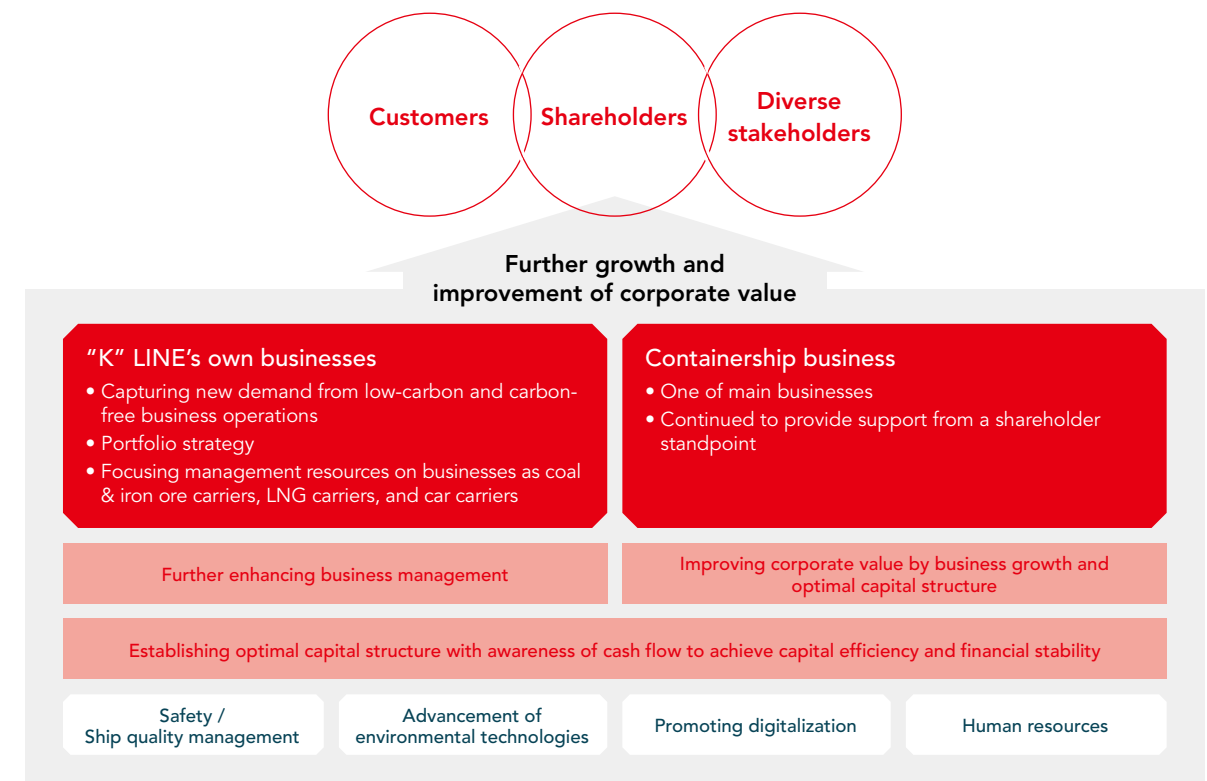 Customers
Shareholders
Diverse
stakeholders
Further growth and
improvement of corporate value
“K” LINE’s own businesses
• Capturing new demand from low-carbon and carbon-
free business operations
• Portfolio strategy
• Focusing management resources on businesses as coal
& iron ore carriers, LNG carriers, and car carriers
Containership business
• One of main businesses
• Continued to provide support from a shareholder
standpoint
Further enhancing business management
Improving corporate value by business growth and
optimal capital structure
Establishing optimal capital structure with awareness of cash flow to achieve capital efficiency and financial stability
Safety /
Ship quality management
Advancement of
environmental technologies
Promoting digitalization
Human resources